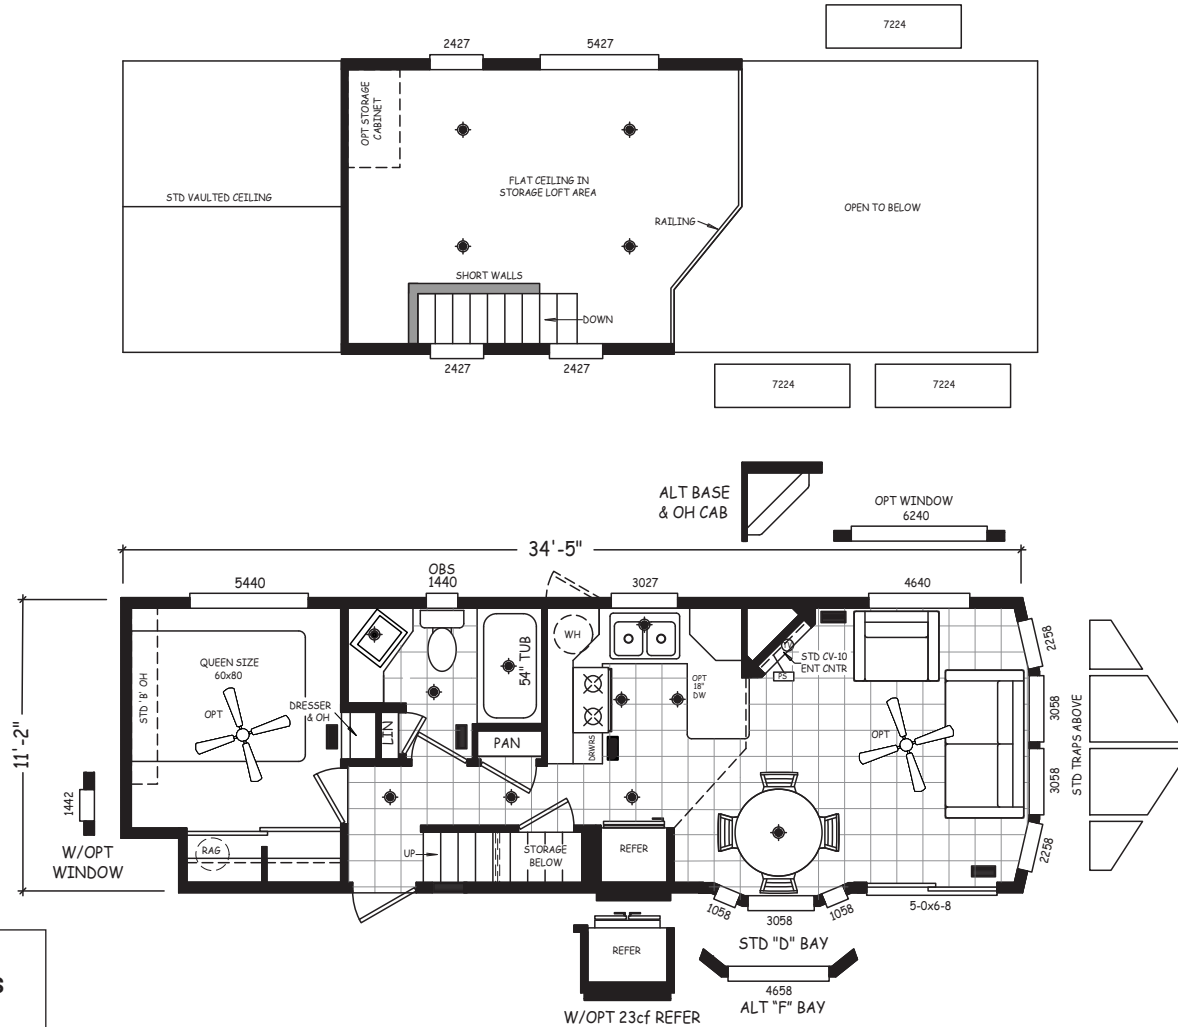 7224
2427
5427
OPT STORAGE
CABINET
FLAT CEILING IN
STORAGE LOFT AREA
STD VAULTED CEILING
RAILING
OPEN TO BELOW
SHORT WALLS
DOWN
2427
2427
7224
7224
ALT BASE
& OH CAB
OPT WINDOW
6240
34'-5"
5440
OBS
1440
3027
4640
11'-2"
STD 'B' OH
QUEEN SIZE
60x80
OPT
DRESSER
& OH
LIN
54" TUB
PAN
WH
DRWRS
OPT
18"
DW
STD CV-10
ENT CNTR
PS
OPT
2258
3058
3058
2258
STD TRAPS ABOVE
1442
W/OPT
WINDOW
RAG
UP
STORAGE
BELOW
REFER
1058
3058
1058
5-0x6-8
STD "D" BAY
REFER
W/OPT 23cf REFER
4658
ALT "F" BAY
s